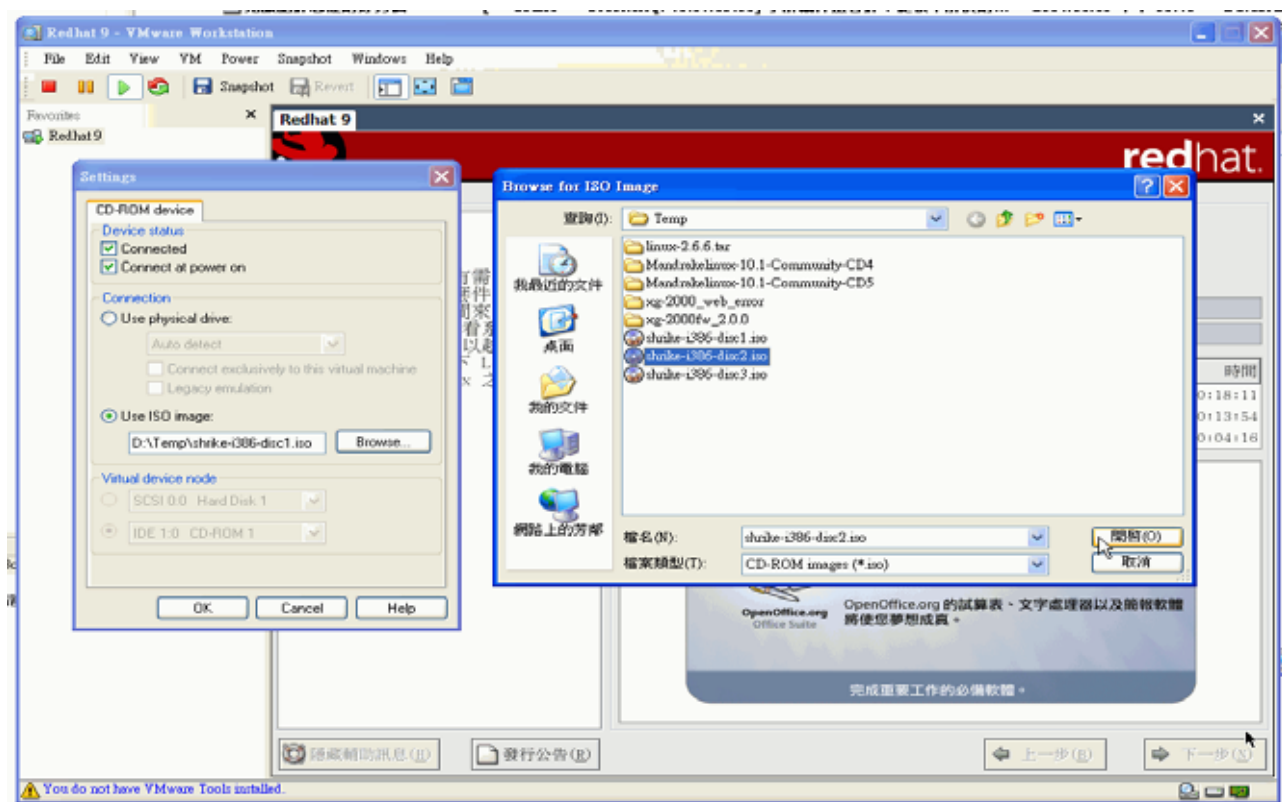 Redhat 9 - VMware Workstation
File Edit View VM Power Snapshot Windows Help
Snapshot Revert
Favorites
Redhat 9
Redhat 9
redhat.
Settings
CD-ROM device
Device status
Connected
Connect at power on
Connection
Use physical drive:
Auto detect
Connect exclusively to this virtual machine
Legacy emulation
Use ISO image:
D:\Temp\shrike-i386-disc1.iso Browse...
Virtual device node
SCSI 0:0 Hard Disk 1
IDE 1:0 CD-ROM 1
OK Cancel Help
Browse for ISO Image
查詢(I): Temp
我最近的文件
桌面
我的文件
我的電腦
網路上的芳鄰
linux-2.6.6.tar
Mandrakelinux-10.1-Community-CD4
Mandrakelinux-10.1-Community-CD5
xg-2000_web_error
xg-2000fw_2.0.0
shrike-i386-disc1.iso
shrike-i386-disc2.iso
shrike-i386-disc3.iso
檔名(N): shrike-i386-disc2.iso 開啟(O)
檔案類型(T): CD-ROM images (*.iso) 取消
時間
0:18:11
0:13:54
0:04:16
OpenOffice.org
Office Suite
OpenOffice.org 的試算表、文字處理器以及簡報軟體
將使您夢想成真。
完成重要工作的必備軟體。
隱藏輔助訊息(H) 發行公告(R) 上一步(B) 下一步(N)
You do not have VMware Tools installed.